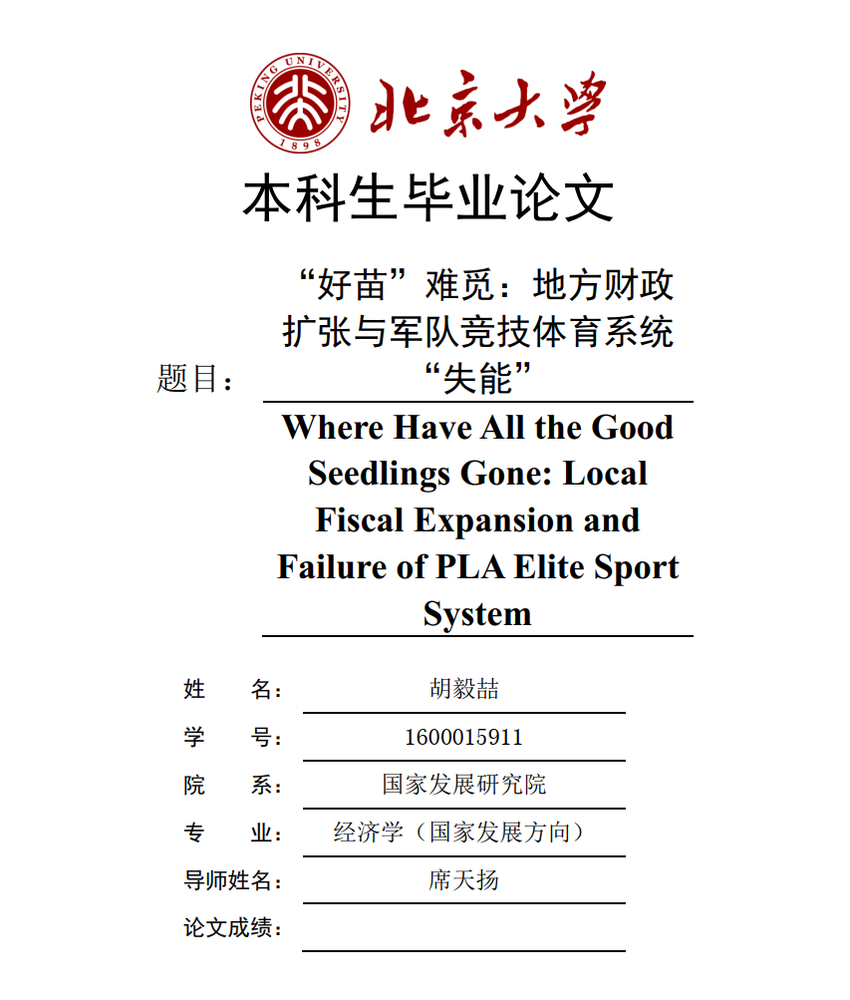 PEKING UNIVERSITY
1898
北京大学
本科生毕业论文
“好苗”难觅：地方财政
扩张与军队竞技体育系统
题目：
“失能”
Where Have All the Good
Seedlings Gone: Local
Fiscal Expansion and
Failure of PLA Elite Sport
System
姓 名： 胡毅喆
学 号： 1600015911
院 系： 国家发展研究院
专 业： 经济学（国家发展方向）
导师姓名： 席天扬
论文成绩：